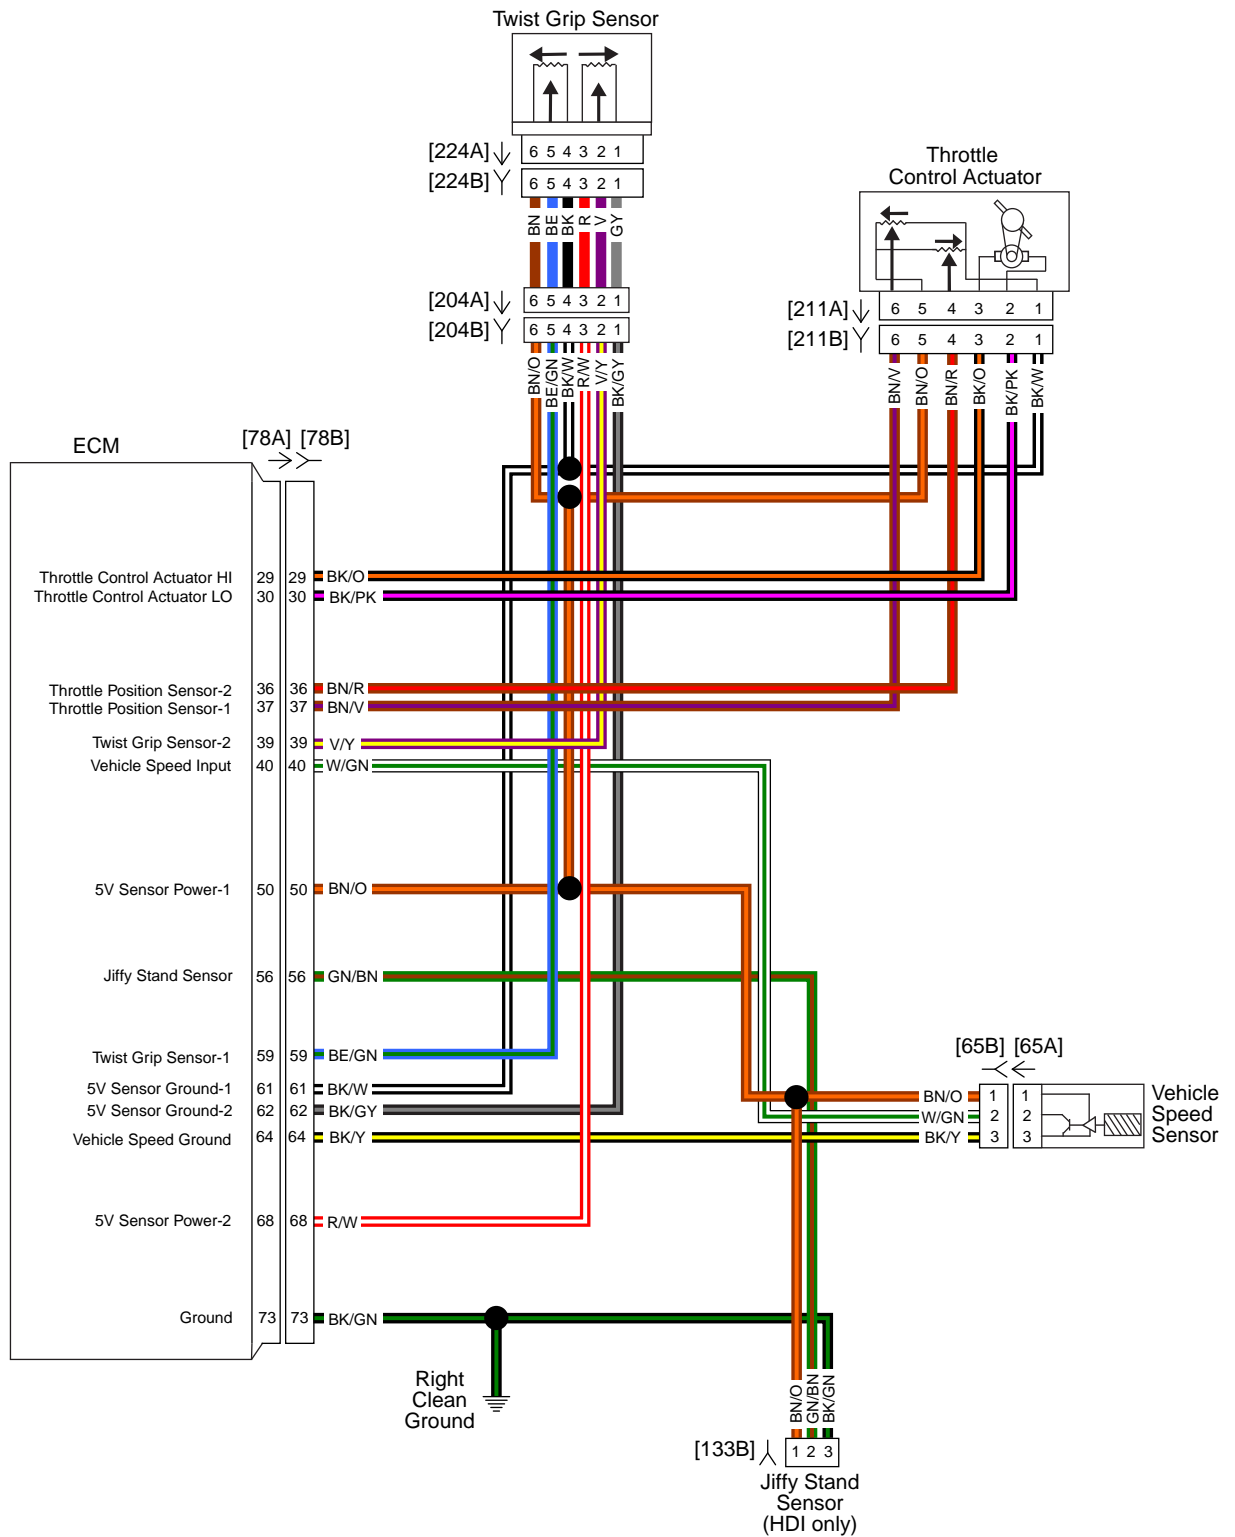 Twist Grip Sensor
[224A] 6 5 4 3 2 1
[224B] 6 5 4 3 2 1
BN BE BK R V GY
[204A] 6 5 4 3 2 1
[204B] 6 5 4 3 2 1
BN/O BE/GN BK/W R/W V/Y BK/GY
Throttle
Control Actuator
[211A] 6 5 4 3 2 1
[211B] 6 5 4 3 2 1
BN/V BN/O BN/R BK/O BK/PK BK/W
ECM [78A] [78B]
Throttle Control Actuator HI 29 29 BK/O
Throttle Control Actuator LO 30 30 BK/PK
Throttle Position Sensor-2 36 36 BN/R
Throttle Position Sensor-1 37 37 BN/V
Twist Grip Sensor-2 39 39 V/Y
Vehicle Speed Input 40 40 W/GN
5V Sensor Power-1 50 50 BN/O
Jiffy Stand Sensor 56 56 GN/BN
Twist Grip Sensor-1 59 59 BE/GN
5V Sensor Ground-1 61 61 BK/W
5V Sensor Ground-2 62 62 BK/GY
Vehicle Speed Ground 64 64 BK/Y
5V Sensor Power-2 68 68 R/W
Ground 73 73 BK/GN
[65B] [65A]
BN/O 1 1
W/GN 2 2
BK/Y 3 3
Vehicle
Speed
Sensor
Right
Clean
Ground
BN/O GN/BN BK/GN
[133B] 1 2 3
Jiffy Stand
Sensor
(HDI only)